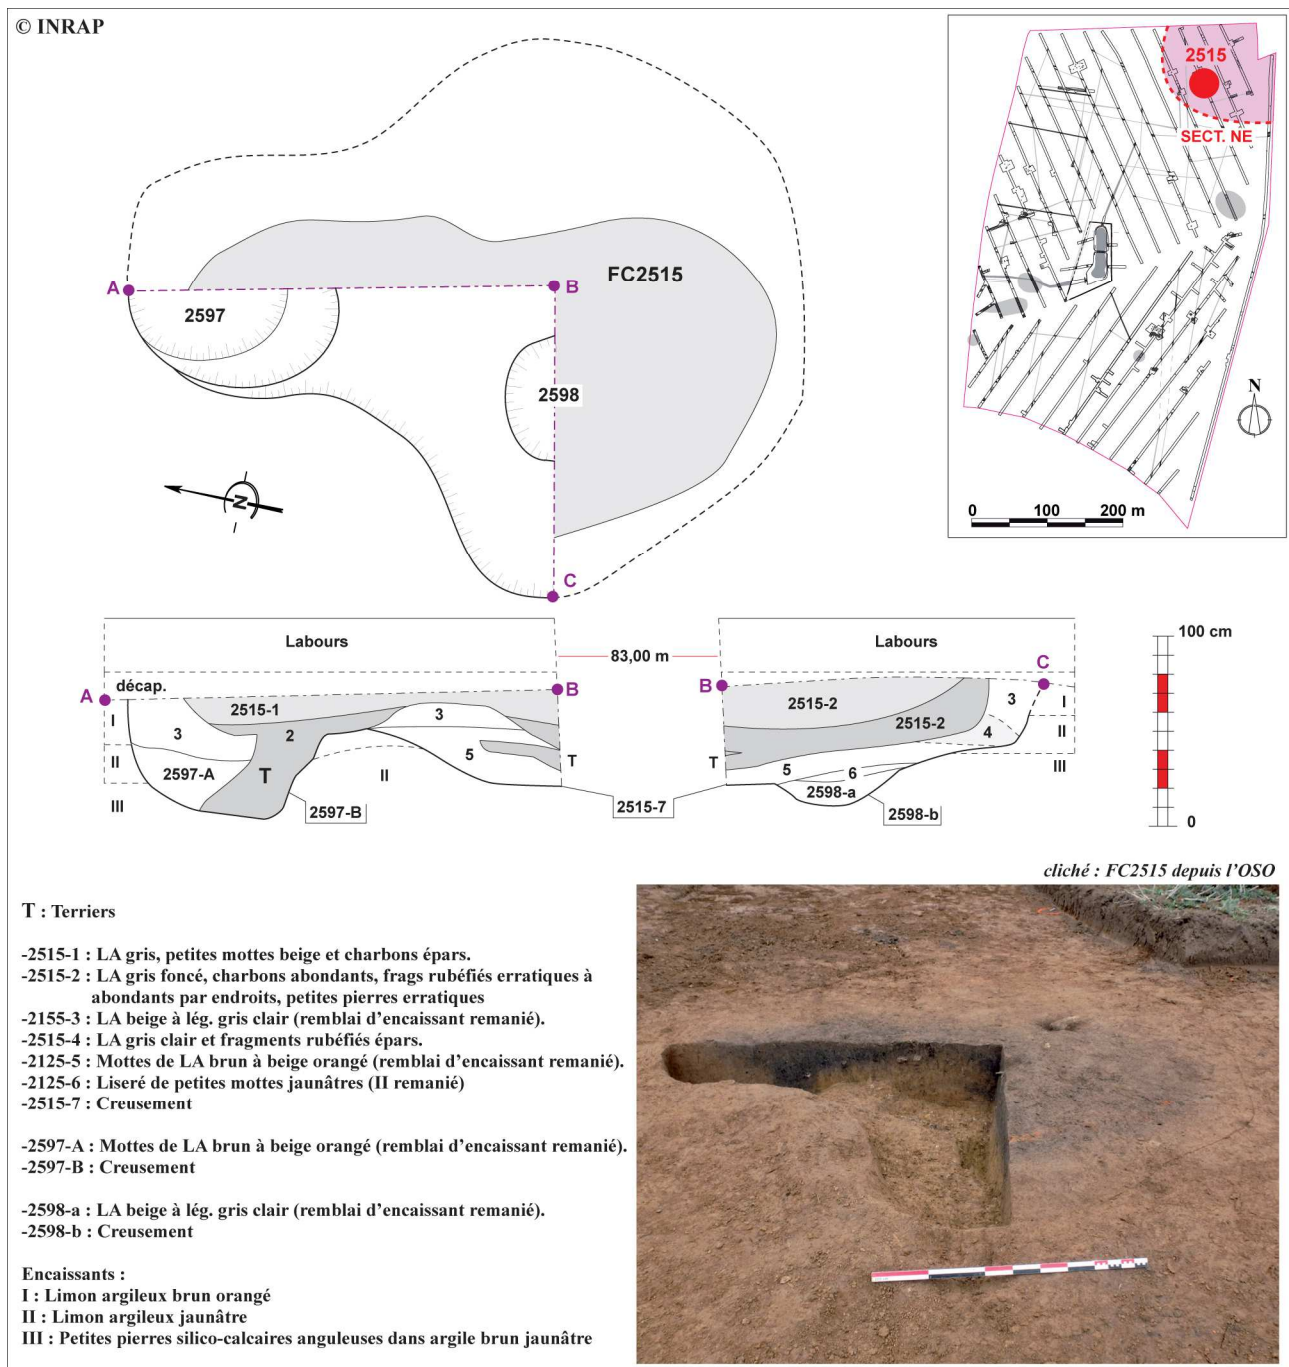 © INRAP
2515
SECT. NE
N
0 100 200 m
FC2515
A
B
2597
2598
N
C
Labours
Labours
83,00 m
100 cm
0
A
décap.
B
B
C
2515-1
2515-2
2515-2
I
3
2
3
3
I
II
2597-A
T
II
5
T
T
5
6
4
II
III
III
2597-B
2515-7
2598-a
2598-b
cliché : FC2515 depuis l'OSO
T : Terriers
-2515-1 : LA gris, petites mottes beige et charbons épars.
-2515-2 : LA gris foncé, charbons abondants, frags rubéfiés erratiques à
abondants par endroits, petites pierres erratiques
-2155-3 : LA beige à lég. gris clair (remblai d'encaissant remanié).
-2515-4 : LA gris clair et fragments rubéfiés épars.
-2125-5 : Mottes de LA brun à beige orangé (remblai d'encaissant remanié).
-2125-6 : Liseré de petites mottes jaunâtres (II remanié)
-2515-7 : Creusement
-2597-A : Mottes de LA brun à beige orangé (remblai d'encaissant remanié).
-2597-B : Creusement
-2598-a : LA beige à lég. gris clair (remblai d'encaissant remanié).
-2598-b : Creusement
Encaissants :
I : Limon argileux brun orangé
II : Limon argileux jaunâtre
III : Petites pierres silico-calcaires anguleuses dans argile brun jaunâtre